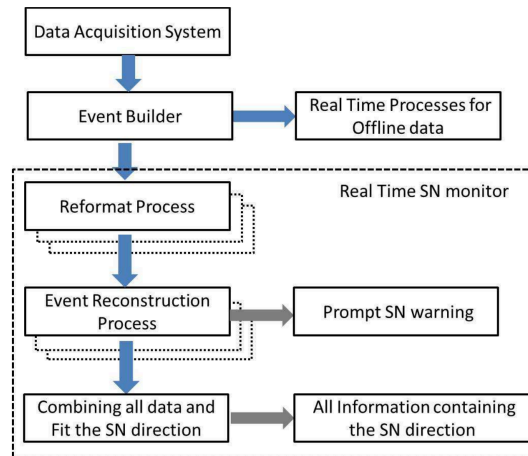 Data Acquisition System
Event Builder
Real Time Processes for
Offline data
Real Time SN monitor
Reformat Process
Event Reconstruction
Process
Prompt SN warning
Combining all data and
Fit the SN direction
All Information containing
the SN direction